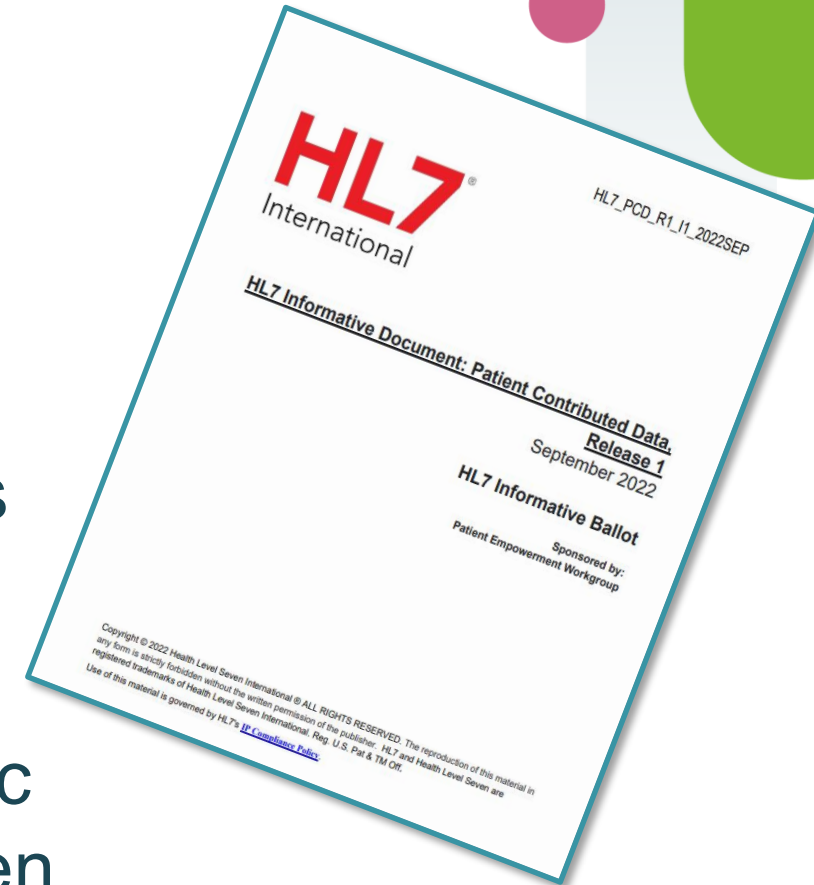 HL7®
International
HL7_PCD_R1_I1_2022SEP
HL7 Informative Document: Patient Contributed Data,
Release 1
September 2022
HL7 Informative Ballot
Sponsored by:
Patient Empowerment Workgroup
Copyright © 2022 Health Level Seven International ® ALL RIGHTS RESERVED. The reproduction of this material in
any form is strictly forbidden without the written permission of the publisher. HL7 and Health Level Seven are
registered trademarks of Health Level Seven International. Reg. U.S. Pat & TM Off.
Use of this material is governed by HL7's IP Compliance Policy.
s
c
en